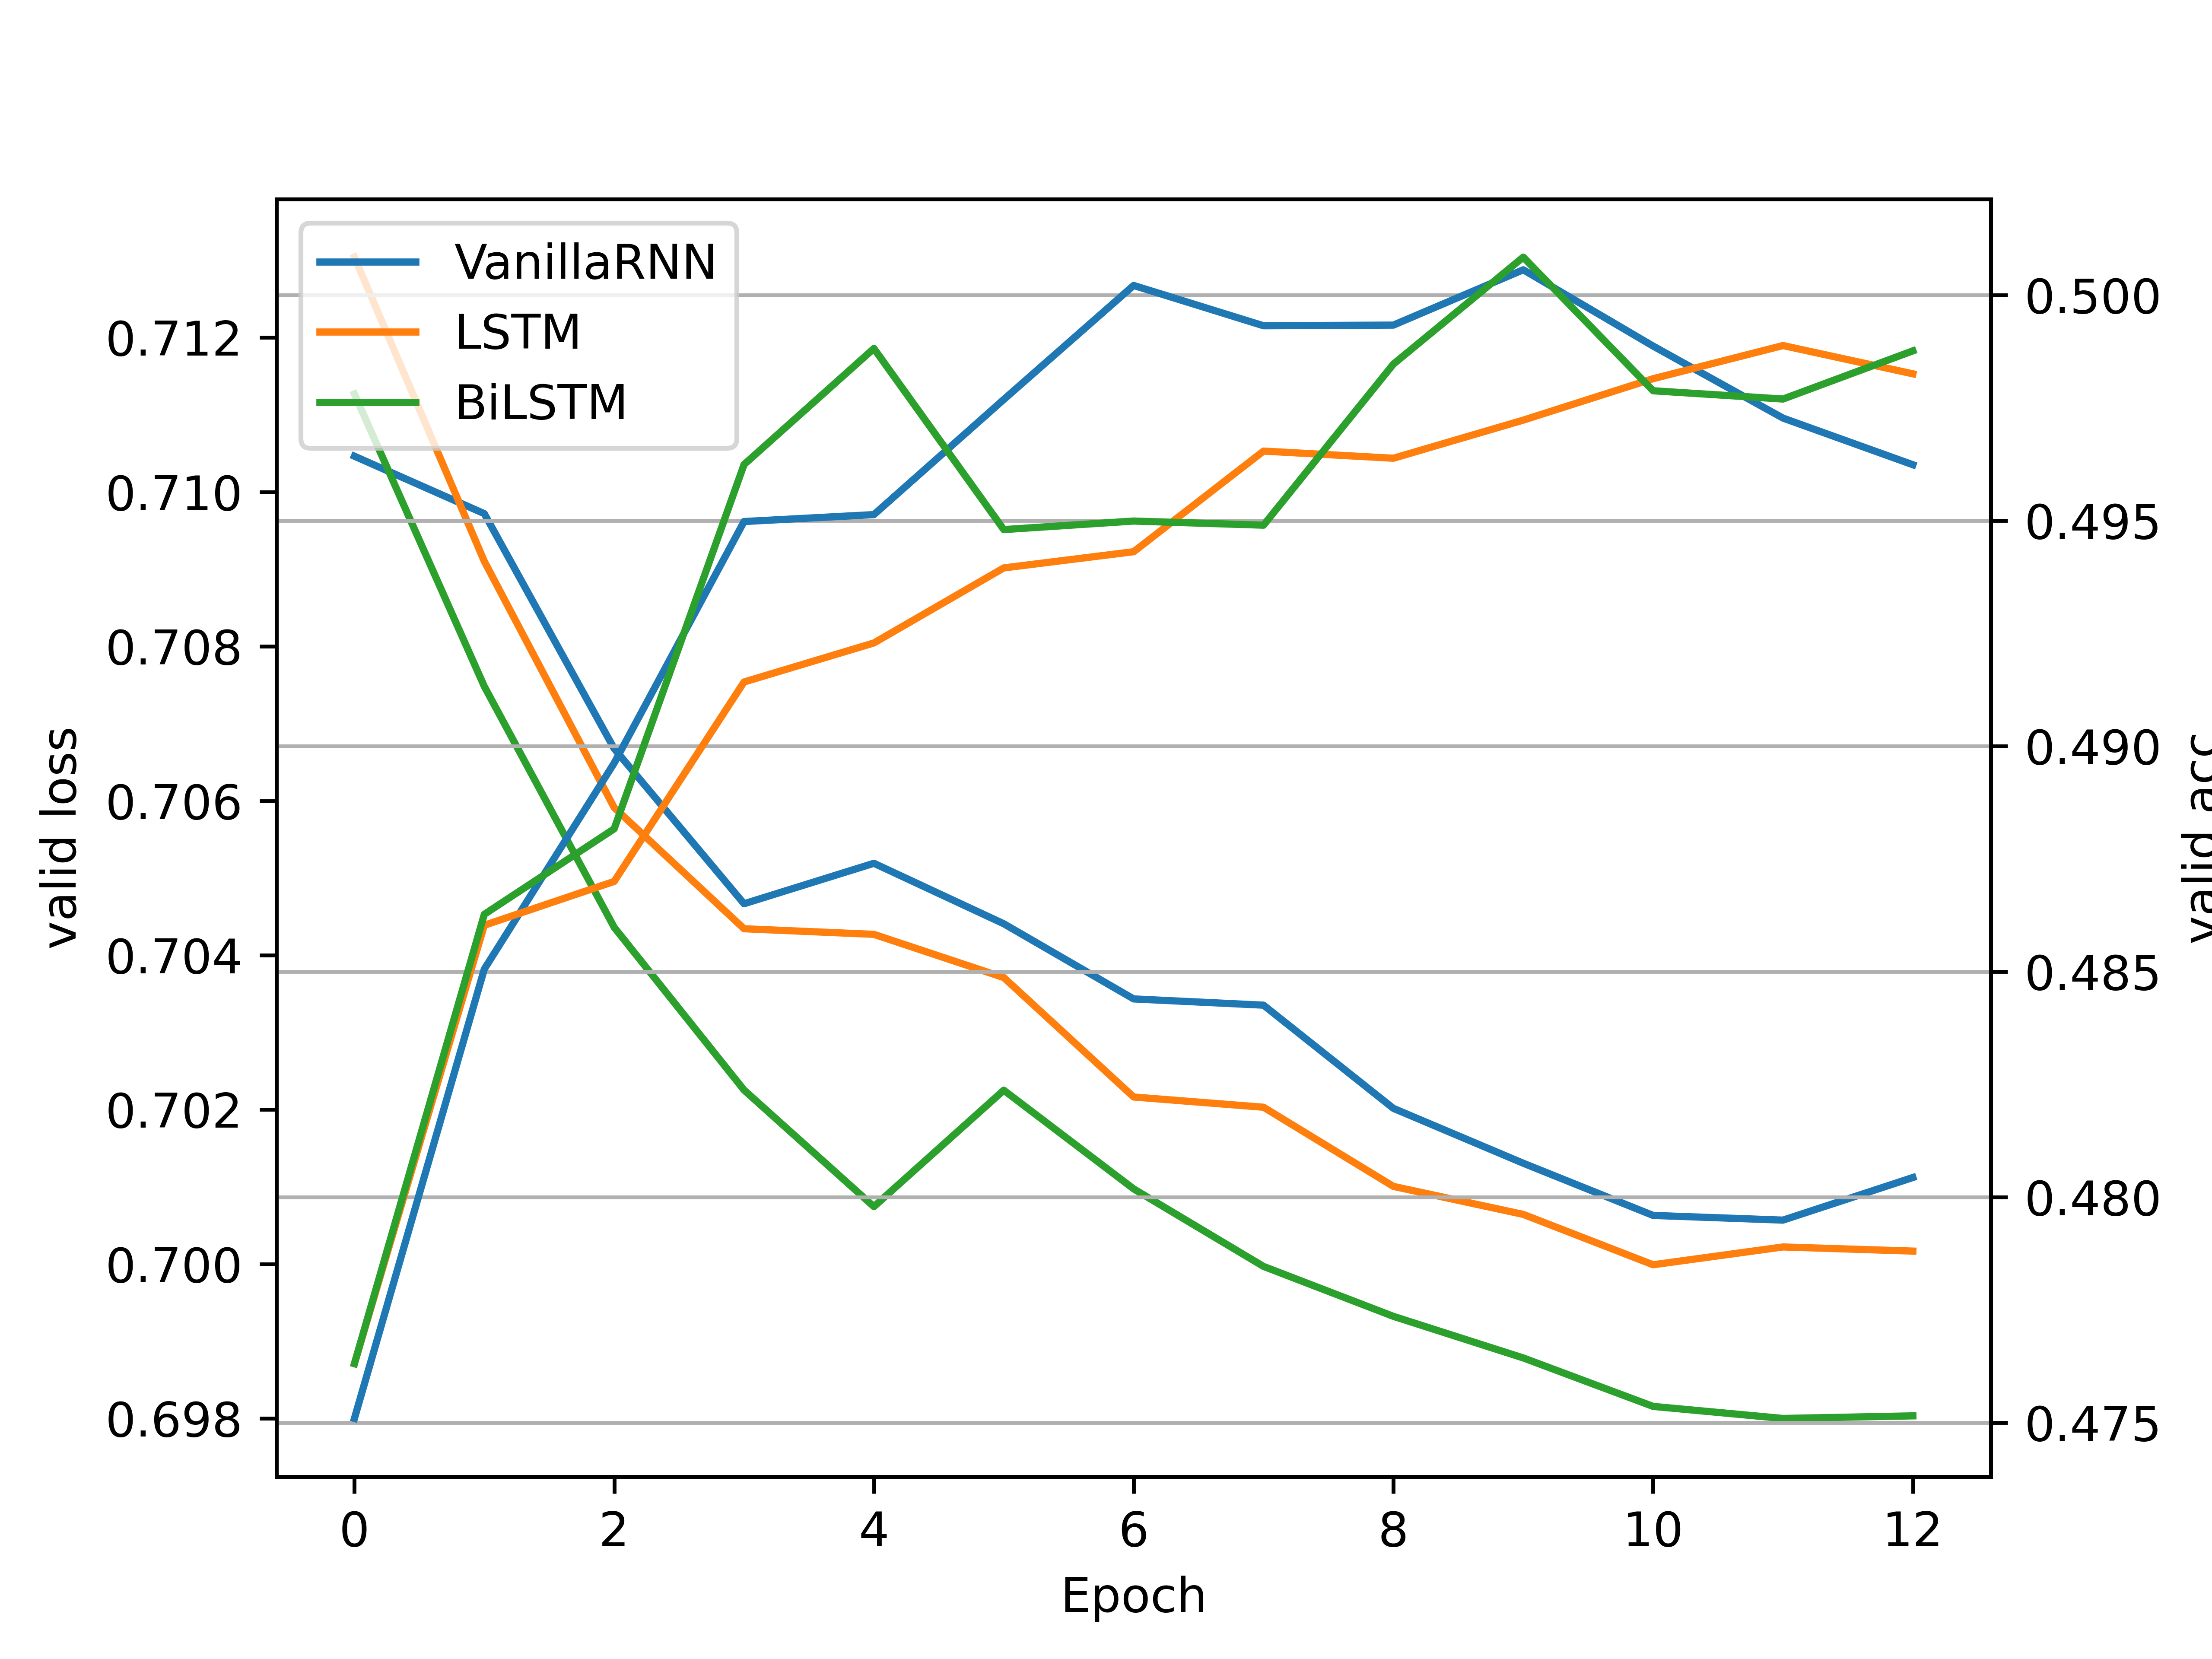 VanillaRNN
LSTM
BiLSTM
0.712
0.710
0.708
0.706
0.704
0.702
0.700
0.698
valid loss
0.500
0.495
0.490
0.485
0.480
0.475
valid acc
0 2 4 6 8 10 12
Epoch